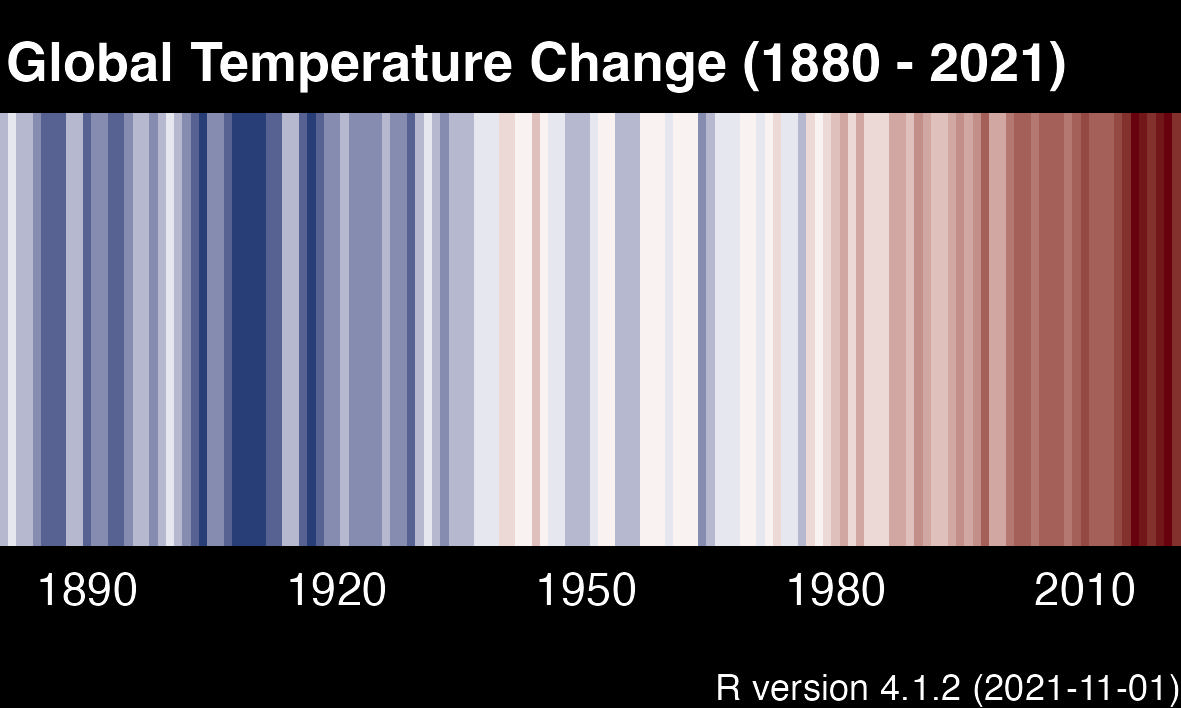 Global Temperature Change (1880 - 2021)
1890 1920 1950 1980 2010
R version 4.1.2 (2021-11-01)